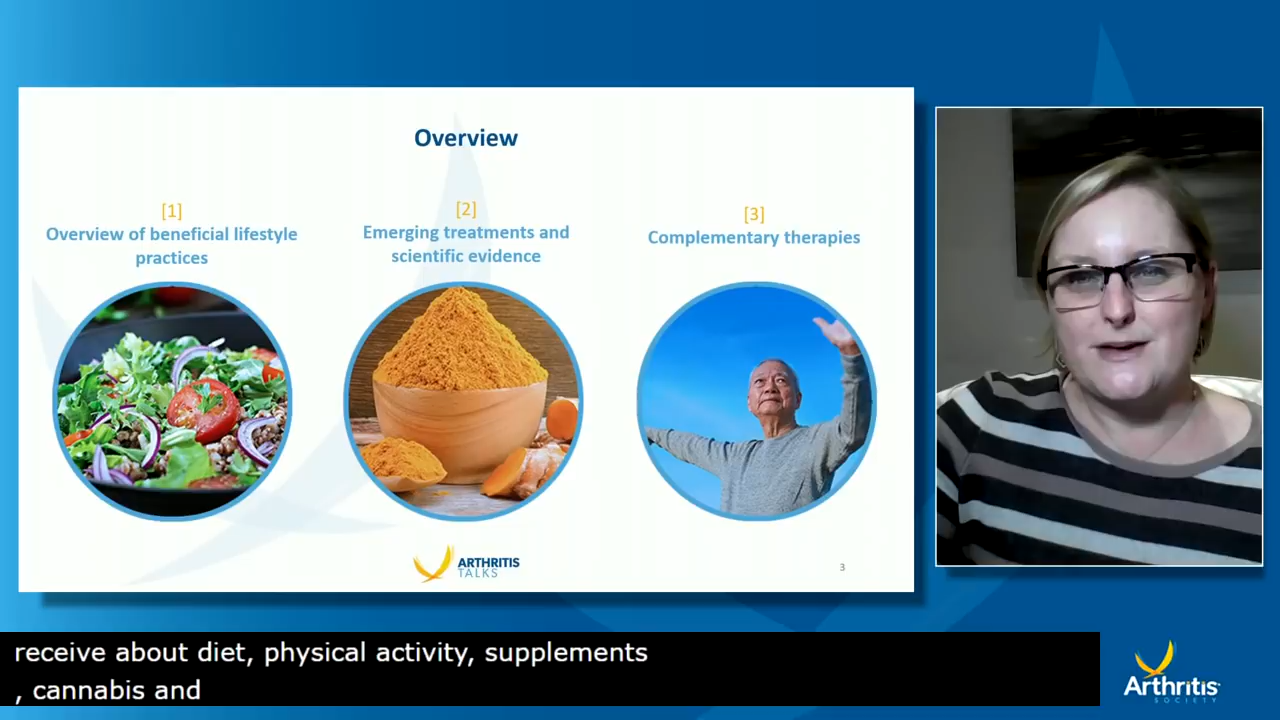 Overview
[1]
Overview of beneficial lifestyle
practices
[2]
Emerging treatments and
scientific evidence
[3]
Complementary therapies
ARTHRITIS
TALKS
3
receive about diet, physical activity, supplements
, cannabis and
Arthritis
SOCIETY